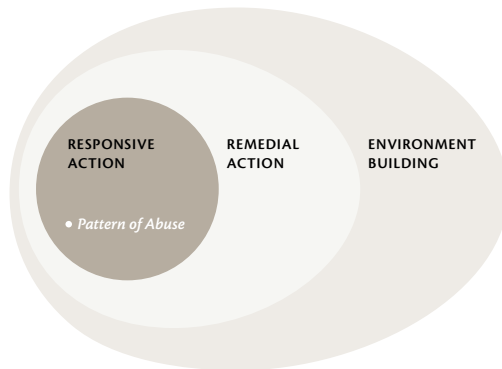 RESPONSIVE
ACTION
REMEDIAL
ACTION
ENVIRONMENT
BUILDING
• Pattern of Abuse